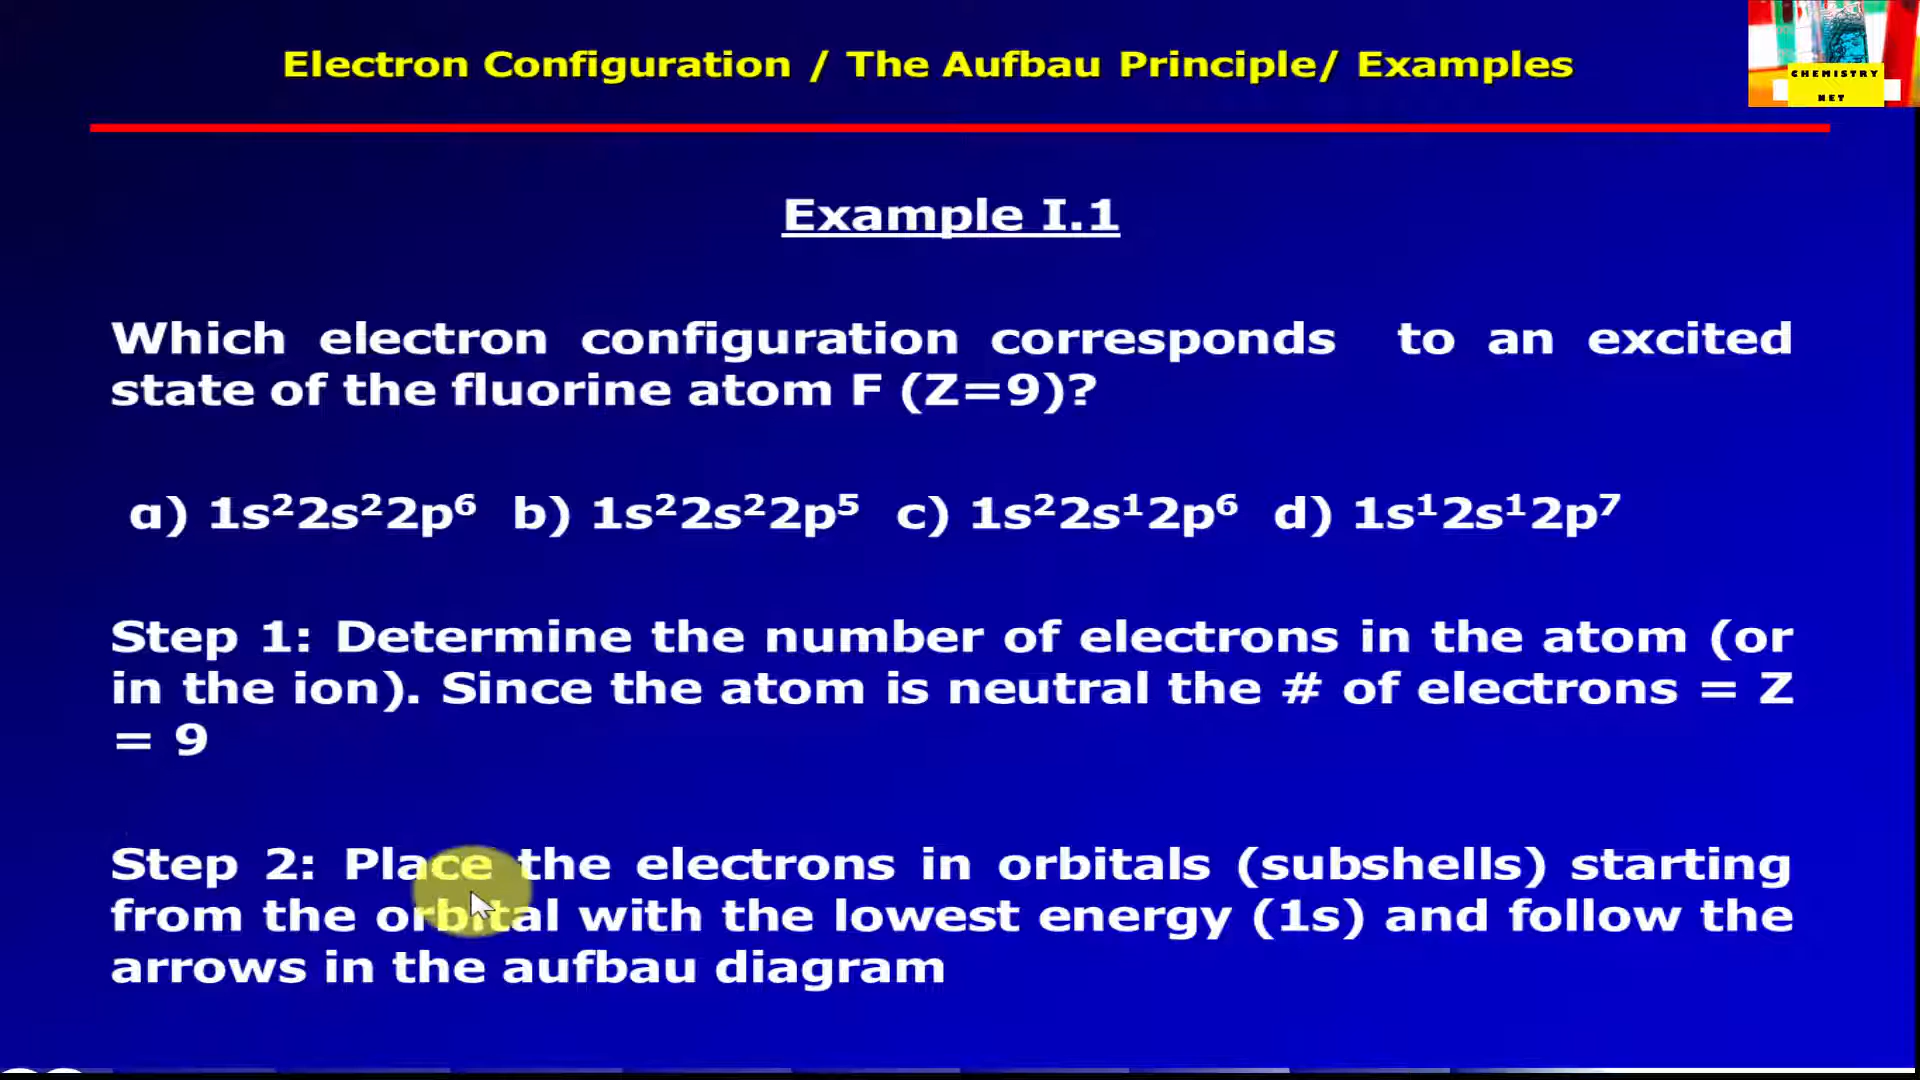 Electron Configuration / The Aufbau Principle/ Examples
CHEMISTRY
NET
Example I.1
Which electron configuration corresponds to an excited
state of the fluorine atom F (Z=9)?
a) 1s²2s²2p⁶ b) 1s²2s²2p⁵ c) 1s²2s¹2p⁶ d) 1s¹2s¹2p⁷
Step 1: Determine the number of electrons in the atom (or
in the ion). Since the atom is neutral the # of electrons = Z
= 9
Step 2: Place the electrons in orbitals (subshells) starting
from the orbital with the lowest energy (1s) and follow the
arrows in the aufbau diagram